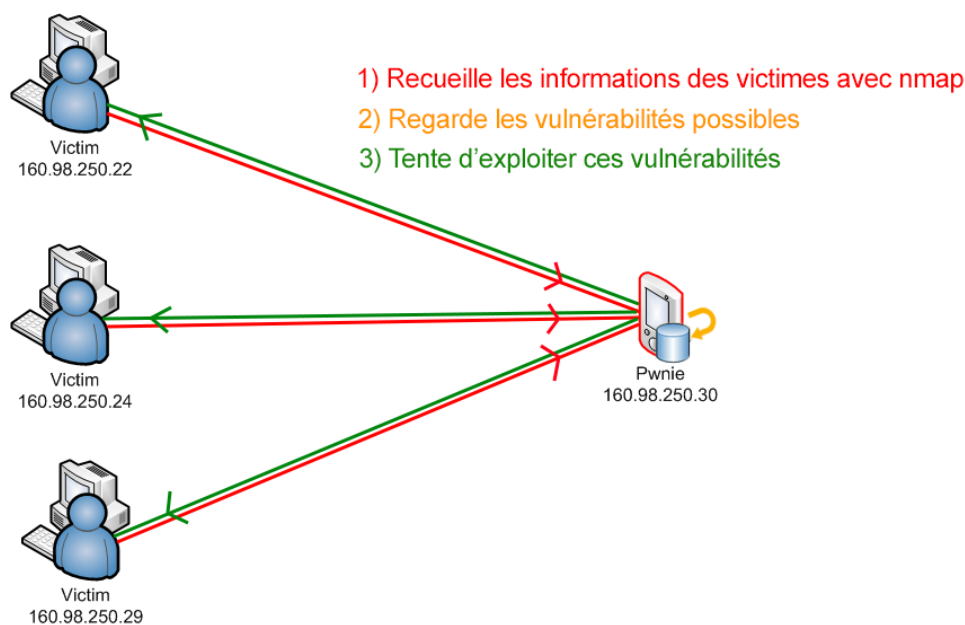 1) Recueille les informations des victimes avec nmap
2) Regarde les vulnérabilités possibles
3) Tente d'exploiter ces vulnérabilités
Victim
160.98.250.22
Victim
160.98.250.24
Pwnie
160.98.250.30
Victim
160.98.250.29